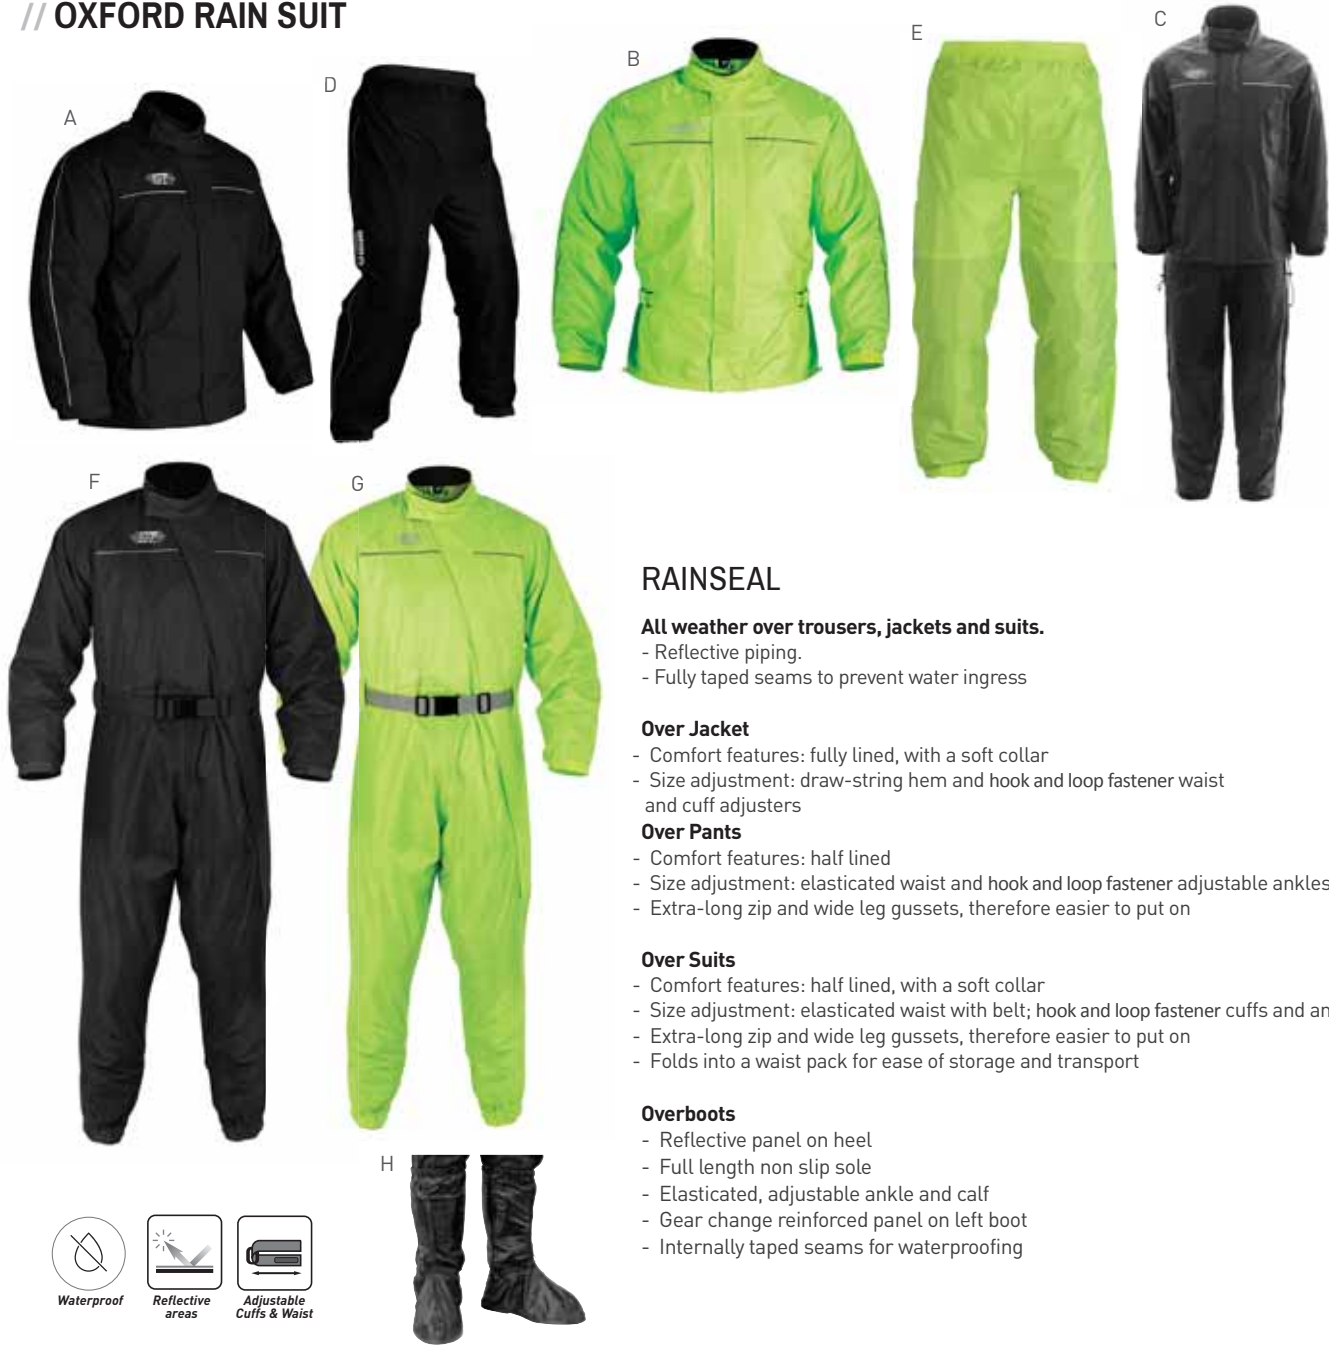 // OXFORD RAIN SUIT
A
D
B
E
C
F
G
RAINSEAL
All weather over trousers, jackets and suits.
- Reflective piping.
- Fully taped seams to prevent water ingress
Over Jacket
- Comfort features: fully lined, with a soft collar
- Size adjustment: draw-string hem and hook and loop fastener waist
and cuff adjusters
Over Pants
- Comfort features: half lined
- Size adjustment: elasticated waist and hook and loop fastener adjustable ankles
- Extra-long zip and wide leg gussets, therefore easier to put on
Over Suits
- Comfort features: half lined, with a soft collar
- Size adjustment: elasticated waist with belt; hook and loop fastener cuffs and an
- Extra-long zip and wide leg gussets, therefore easier to put on
- Folds into a waist pack for ease of storage and transport
Overboots
- Reflective panel on heel
- Full length non slip sole
- Elasticated, adjustable ankle and calf
- Gear change reinforced panel on left boot
- Internally taped seams for waterproofing
H
Waterproof
Reflective
areas
Adjustable
Cuffs & Waist